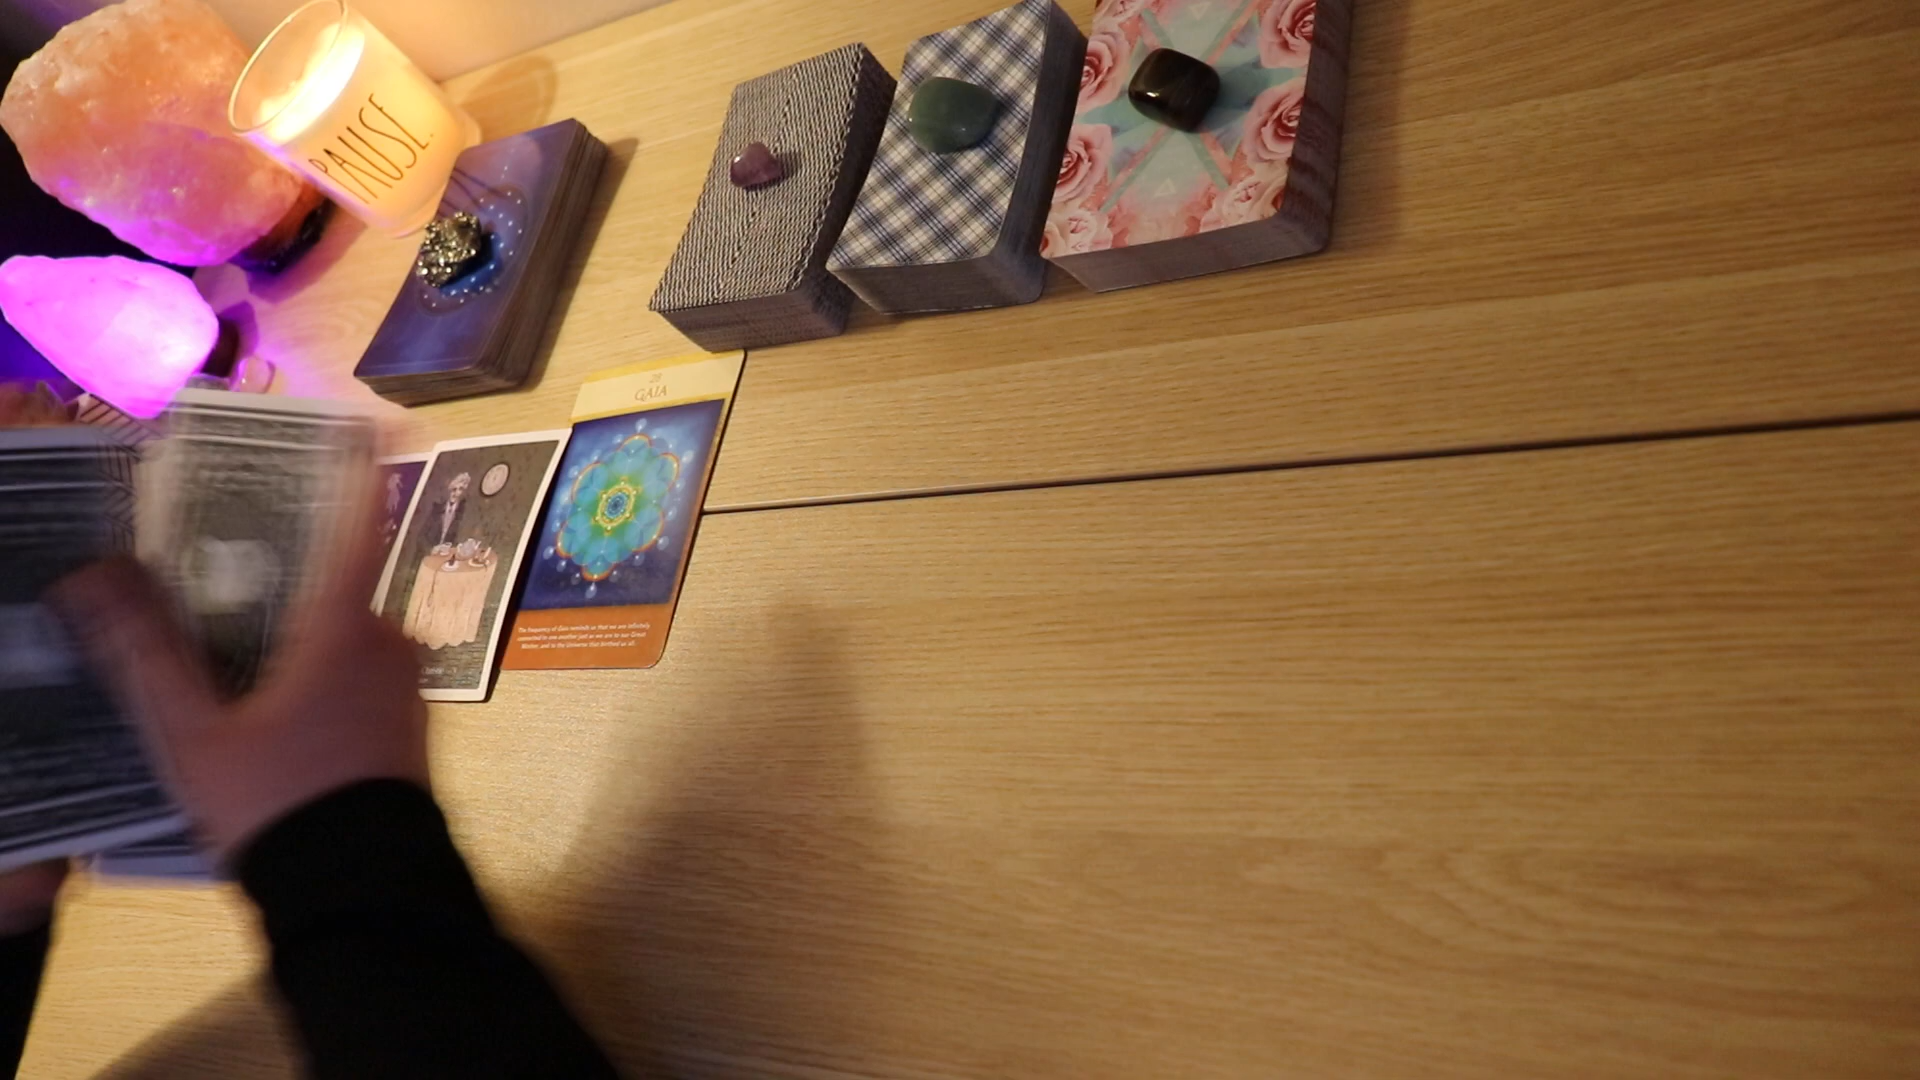 PAUSE.
28
GAIA
The frequency of Gaia reminds us that we are infinitely
connected to one another just as we are to our Great
Mother, and to the Universe that birthed us all.